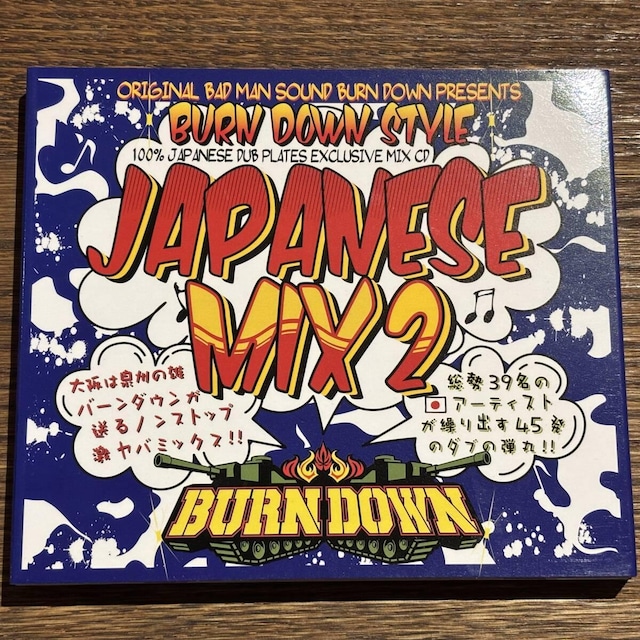 ORIGINAL BAD MAN SOUND BURN DOWN PRESENTS
BURN DOWN STYLE
100% JAPANESE DUB PLATES EXCLUSIVE MIX CD
JAPANESE
MIX 2
大阪は泉州の雄
バーンダウンが
送るノンストップ
激ヤバミックス!!
総勢39名の
アーティスト
が繰り出す45発
のダブの弾丸!!
BURN DOWN